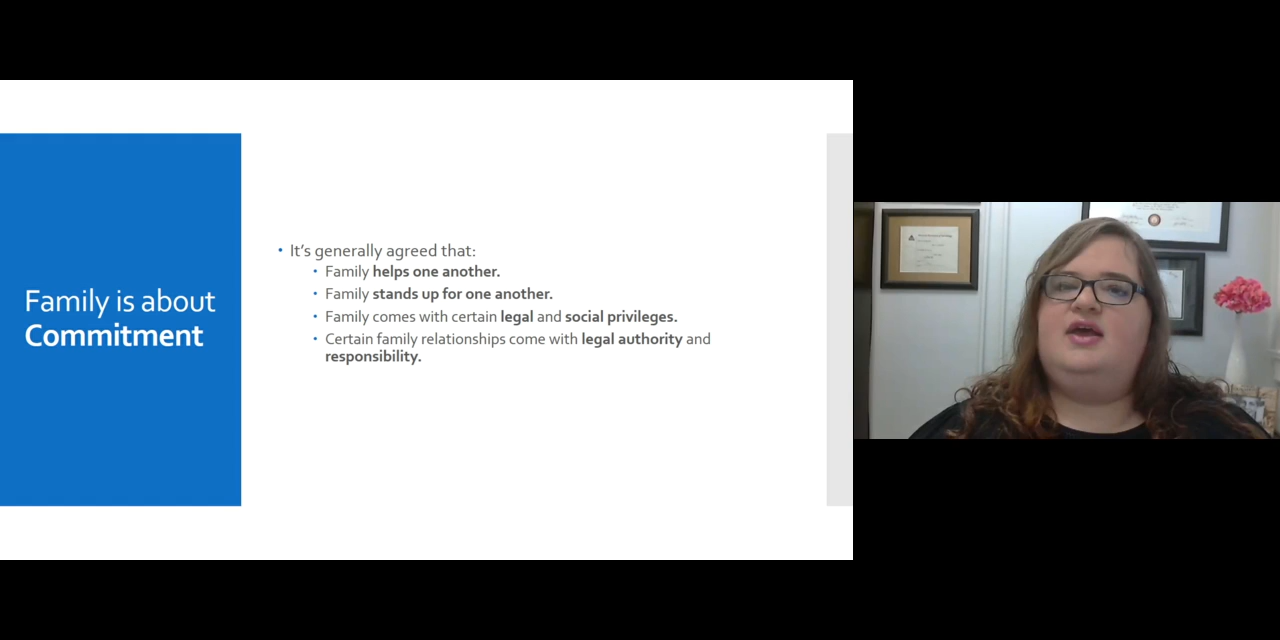 Family is about
Commitment
• It’s generally agreed that:
• Family helps one another.
• Family stands up for one another.
• Family comes with certain legal and social privileges.
• Certain family relationships come with legal authority and
responsibility.